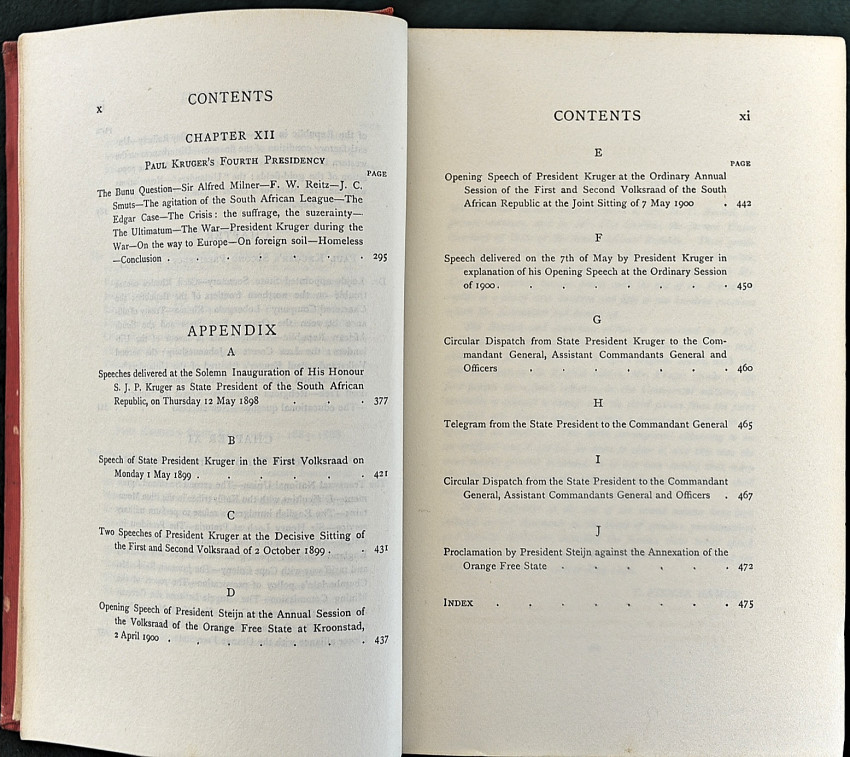 x
CONTENTS
CHAPTER XII
PAUL KRUGER'S FOURTH PRESIDENCY
PAGE
The Bunu Question—Sir Alfred Milner—F. W. Reitz—J. C.
Smuts—The agitation of the South African League—The
Edgar Case—The Crisis: the suffrage, the suzerainty—
The Ultimatum—The War—President Kruger during the
War—On the way to Europe—On foreign soil—Homeless
—Conclusion . . . . . . . 295
APPENDIX
A
Speeches delivered at the Solemn Inauguration of His Honour
S. J. P. Kruger as State President of the South African
Republic, on Thursday 12 May 1898 . . . 377
B
Speech of State President Kruger in the First Volksraad on
Monday 1 May 1899 . . . . . . 421
C
Two Speeches of President Kruger at the Decisive Sitting of
the First and Second Volksraad of 2 October 1899 . . 431
D
Opening Speech of President Steijn at the Annual Session of
the Volksraad of the Orange Free State at Kroonstad,
2 April 1900 . . . . . . 437
CONTENTS
xi
E
PAGE
Opening Speech of President Kruger at the Ordinary Annual
Session of the First and Second Volksraad of the South
African Republic at the Joint Sitting of 7 May 1900 . 442
F
Speech delivered on the 7th of May by President Kruger in
explanation of his Opening Speech at the Ordinary Session
of 1900 . . . . . . . 450
G
Circular Dispatch from State President Kruger to the Com-
mandant General, Assistant Commandants General and
Officers . . . . . . . 460
H
Telegram from the State President to the Commandant General 465
I
Circular Dispatch from the State President to the Commandant
General, Assistant Commandants General and Officers . 467
J
Proclamation by President Steijn against the Annexation of the
Orange Free State . . . . . . 472
INDEX . . . . . . . . 475